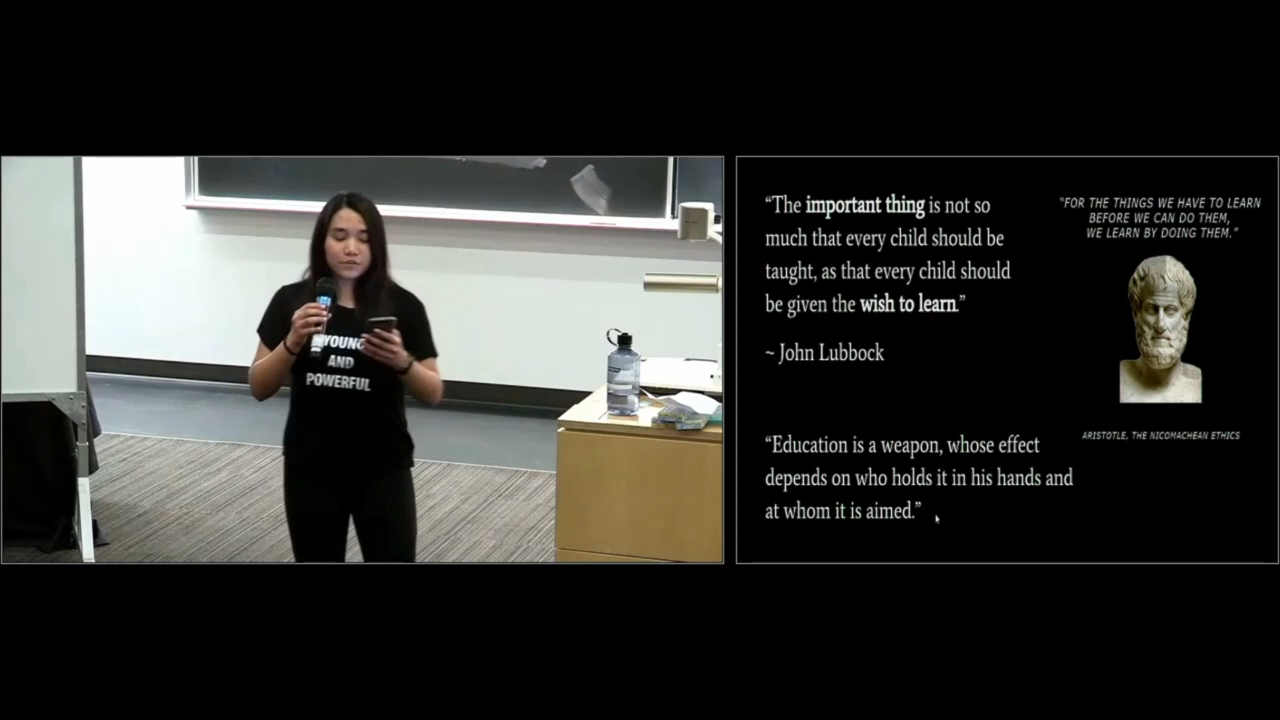 YOUNG
AND
POWERFUL
“The important thing is not so
much that every child should be
taught, as that every child should
be given the wish to learn.”
~ John Lubbock
“Education is a weapon, whose effect
depends on who holds it in his hands and
at whom it is aimed.”
“FOR THE THINGS WE HAVE TO LEARN
BEFORE WE CAN DO THEM,
WE LEARN BY DOING THEM.”
ARISTOTLE, THE NICOMACHEAN ETHICS